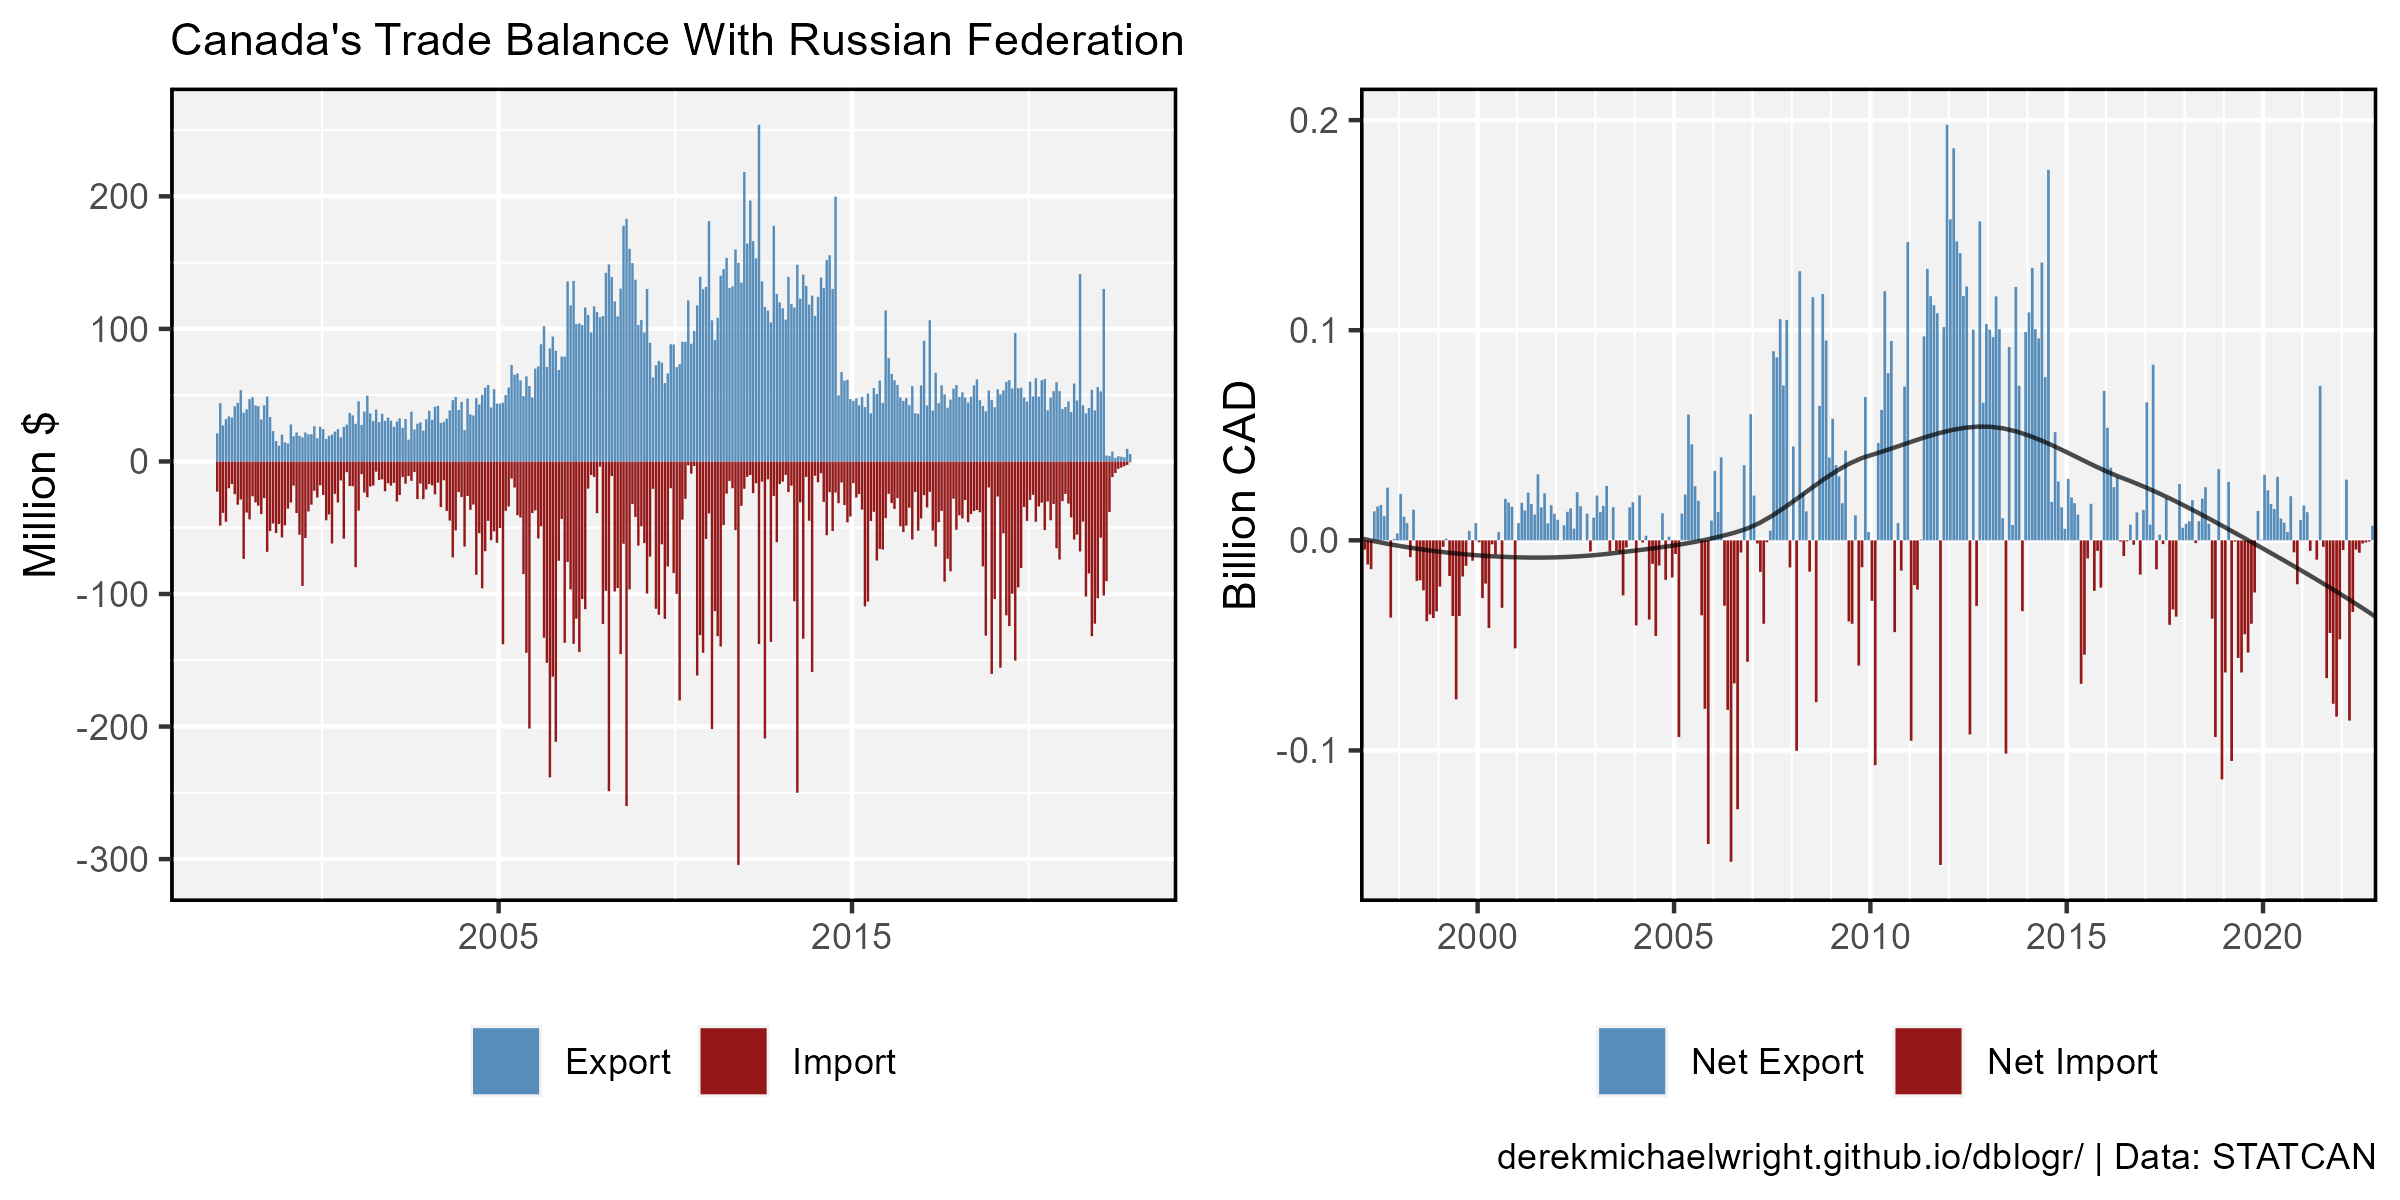 Canada's Trade Balance With Russian Federation
Million $
200
100
0
-100
-200
-300
2005 2015
Export Import
Billion CAD
0.2
0.1
0.0
-0.1
2000 2005 2010 2015 2020
Net Export Net Import
derekmichaelwright.github.io/dblogr/ | Data: STATCAN